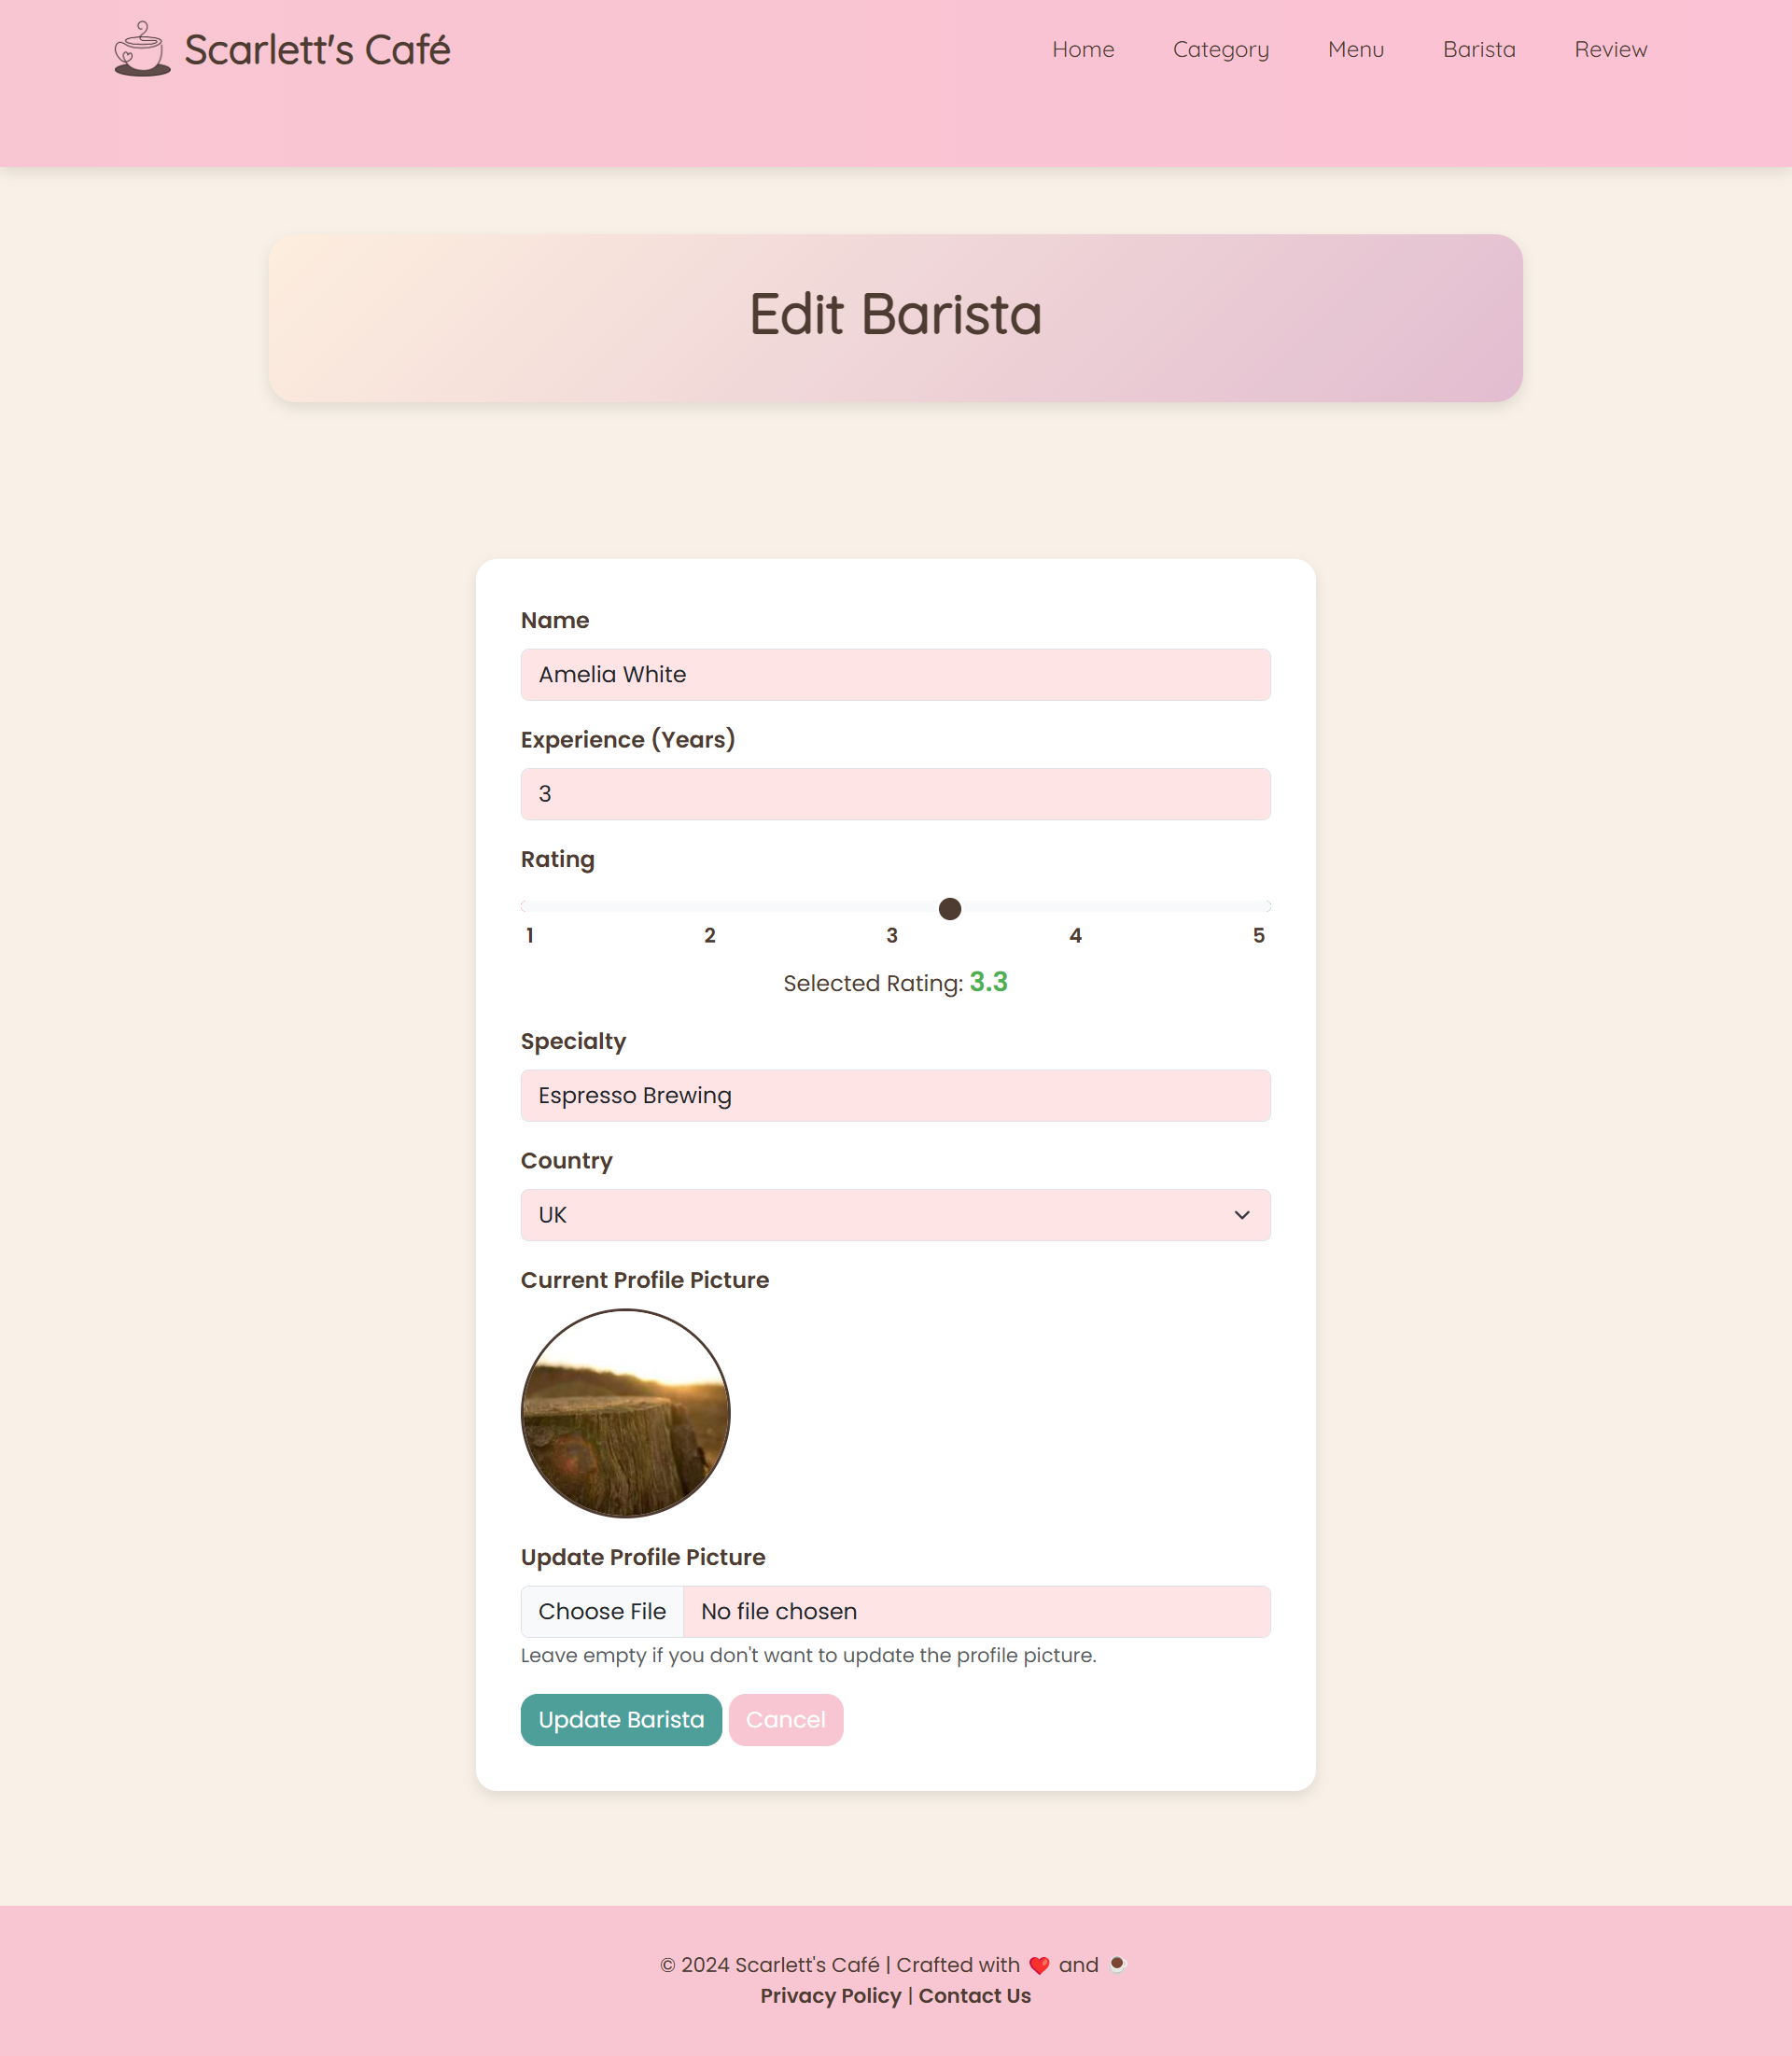 Scarlett's Café
Home Category Menu Barista Review
Edit Barista
Name
Amelia White
Experience (Years)
3
Rating
1 2 3 4 5
Selected Rating: 3.3
Specialty
Espresso Brewing
Country
UK
Current Profile Picture
Update Profile Picture
Choose File No file chosen
Leave empty if you don't want to update the profile picture.
Update Barista Cancel
© 2024 Scarlett's Café | Crafted with ❤️ and ☕
Privacy Policy | Contact Us